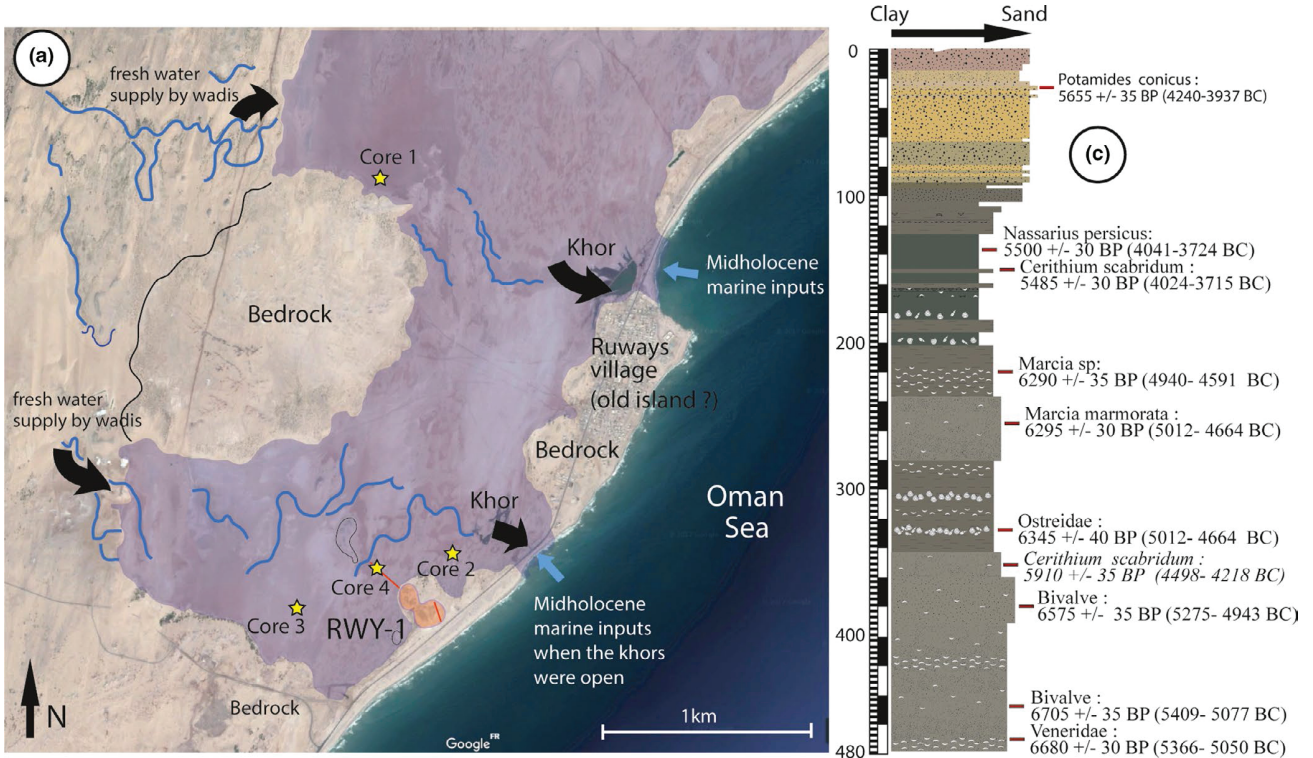 (a)
fresh water
supply by wadis
Core 1
Khor
Midholocene
marine inputs
Bedrock
Ruways
village
(old island ?)
fresh water
supply by wadis
Bedrock
Khor
Oman
Sea
Core 2
Core 4
Core 3
RWY-1
Midholocene
marine inputs
when the khors
were open
N
Bedrock
1km
Google FR
Clay Sand
(c)
0
100
200
300
400
480
Potamides conicus :
5655 +/- 35 BP (4240-3937 BC)
Nassarius persicus:
5500 +/- 30 BP (4041-3724 BC)
Cerithium scabridum :
5485 +/- 30 BP (4024-3715 BC)
Marcia sp:
6290 +/- 35 BP (4940- 4591 BC)
Marcia marmorata :
6295 +/- 30 BP (5012- 4664 BC)
Ostreidae :
6345 +/- 40 BP (5012- 4664 BC)
Cerithium scabridum :
5910 +/- 35 BP (4498- 4218 BC)
Bivalve :
6575 +/- 35 BP (5275- 4943 BC)
Bivalve :
6705 +/- 35 BP (5409- 5077 BC)
Veneridae :
6680 +/- 30 BP (5366- 5050 BC)